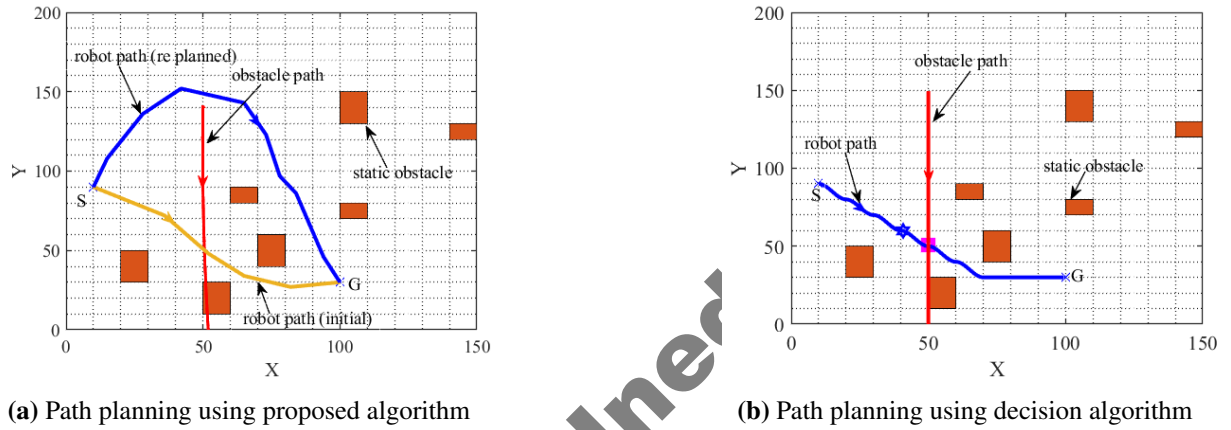 200
150
100
50
0
Y
robot path (re planned)
obstacle path
static obstacle
S
G
robot path (initial)
0 50 100 150
X
(a) Path planning using proposed algorithm
200
150
100
50
0
Y
obstacle path
robot path
static obstacle
S
G
0 50 100 150
X
(b) Path planning using decision algorithm